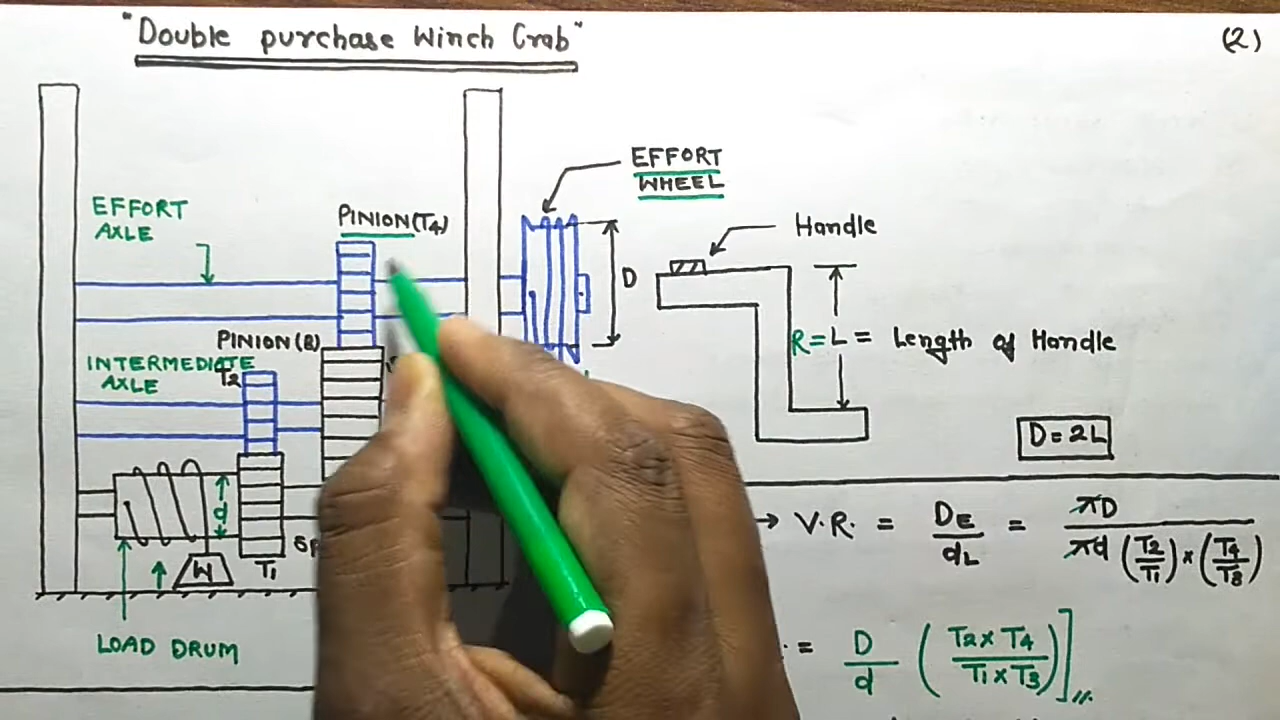 "Double purchase Winch Crab"
(2)
EFFORT
WHEEL
EFFORT
AXLE
PINION(T4)
Handle
D
PINION(B)
R=L= Length of Handle
INTERMEDIATE
AXLE
T2
D=2L
d
V.R. = DE/dL = πD/πd (T2/T1)×(T4/T3)
W
T1
LOAD DRUM
= D/d (T2×T4/T1×T3)]